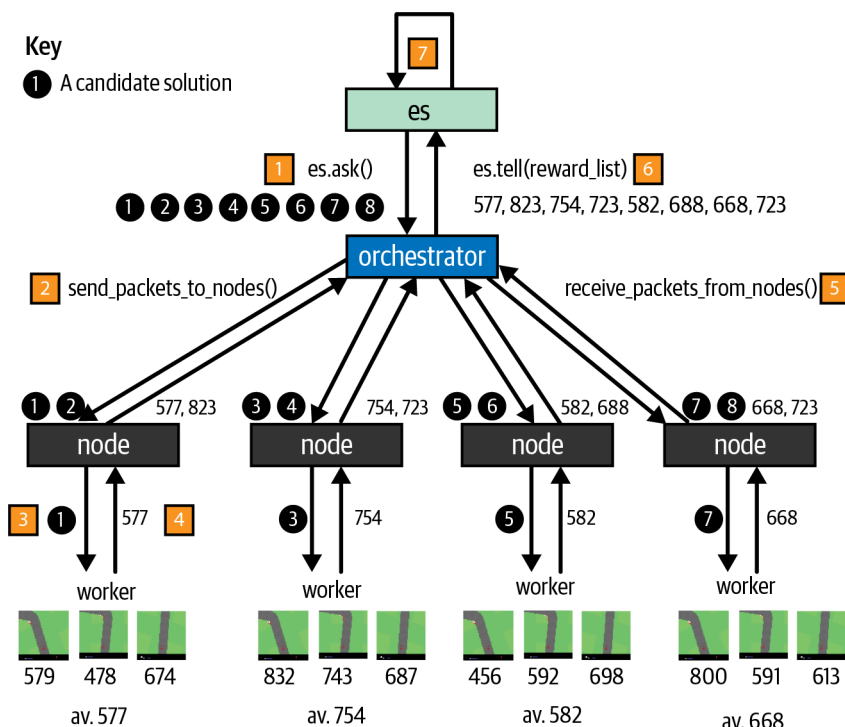 Key
1 A candidate solution
7
es
1 es.ask()
es.tell(reward_list) 6
1 2 3 4 5 6 7 8
577, 823, 754, 723, 582, 688, 668, 723
orchestrator
2 send_packets_to_nodes()
receive_packets_from_nodes() 5
1 2 577, 823
3 4 754, 723
5 6 582, 688
7 8 668, 723
node node node node
3 1 577 4
3 754
5 582
7 668
worker worker worker worker
579 478 674
832 743 687
456 592 698
800 591 613
av. 577 av. 754 av. 582 av. 668